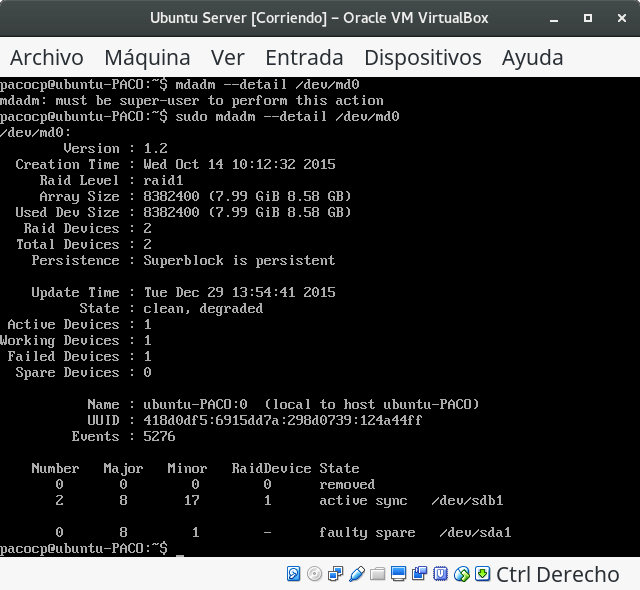 Ubuntu Server [Corriendo] – Oracle VM VirtualBox
Archivo Máquina Ver Entrada Dispositivos Ayuda
pacocp@ubuntu-PACO:~$ mdadm --detail /dev/md0
mdadm: must be super-user to perform this action
pacocp@ubuntu-PACO:~$ sudo mdadm --detail /dev/md0
/dev/md0:
Version : 1.2
Creation Time : Wed Oct 14 10:12:32 2015
Raid Level : raid1
Array Size : 8382400 (7.99 GiB 8.58 GB)
Used Dev Size : 8382400 (7.99 GiB 8.58 GB)
Raid Devices : 2
Total Devices : 2
Persistence : Superblock is persistent
Update Time : Tue Dec 29 13:54:41 2015
State : clean, degraded
Active Devices : 1
Working Devices : 1
Failed Devices : 1
Spare Devices : 0
Name : ubuntu-PACO:0 (local to host ubuntu-PACO)
UUID : 418d0df5:6915dd7a:298d0739:124a44ff
Events : 5276
Number Major Minor RaidDevice State
0 0 0 0 removed
2 8 17 1 active sync /dev/sdb1
0 8 1 - faulty spare /dev/sda1
pacocp@ubuntu-PACO:~$ _
Ctrl Derecho